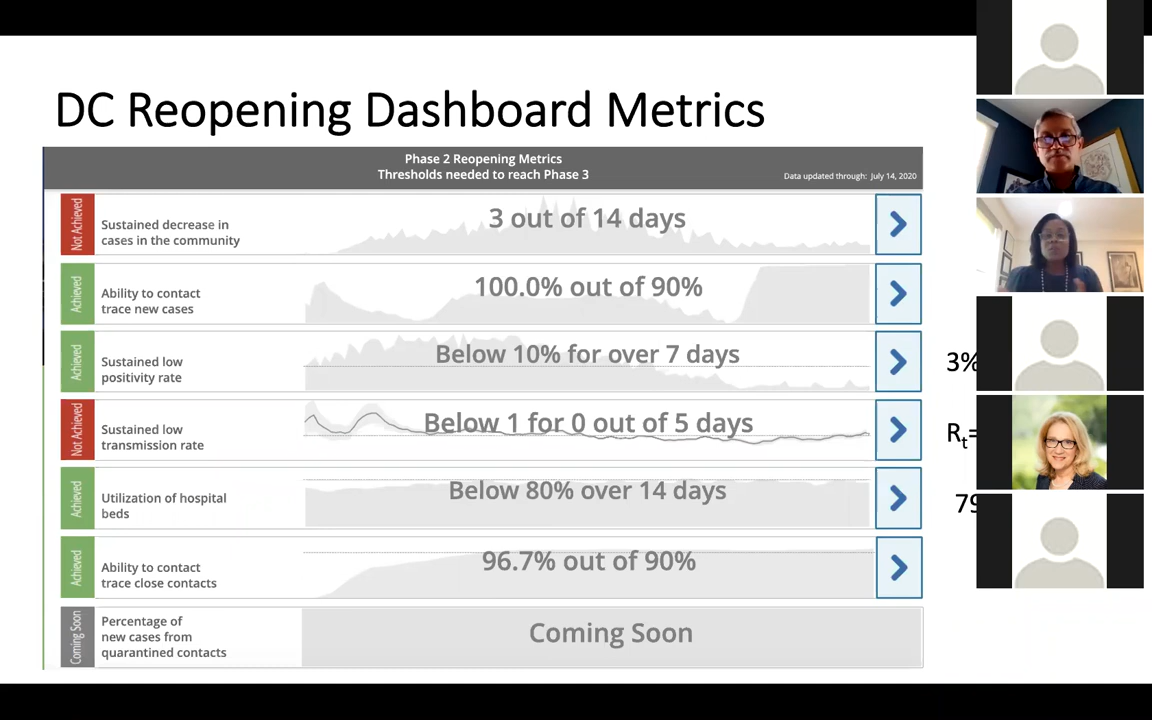 DC Reopening Dashboard Metrics
Phase 2 Reopening Metrics
Thresholds needed to reach Phase 3
Data updated through: July 14, 2020
Not Achieved
Sustained decrease in
cases in the community
3 out of 14 days
Achieved
Ability to contact
trace new cases
100.0% out of 90%
Achieved
Sustained low
positivity rate
Below 10% for over 7 days
3%
Not Achieved
Sustained low
transmission rate
Below 1 for 0 out of 5 days
Rt=
Achieved
Utilization of hospital
beds
Below 80% over 14 days
79
Achieved
Ability to contact
trace close contacts
96.7% out of 90%
Coming Soon
Percentage of
new cases from
quarantined contacts
Coming Soon